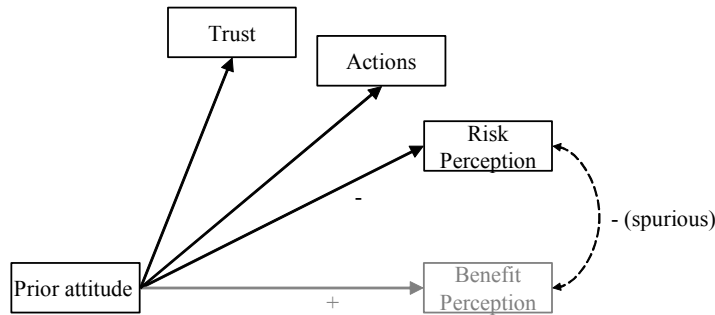 Trust
Actions
Risk
Perception
-
- (spurious)
Prior attitude
Benefit
Perception
+